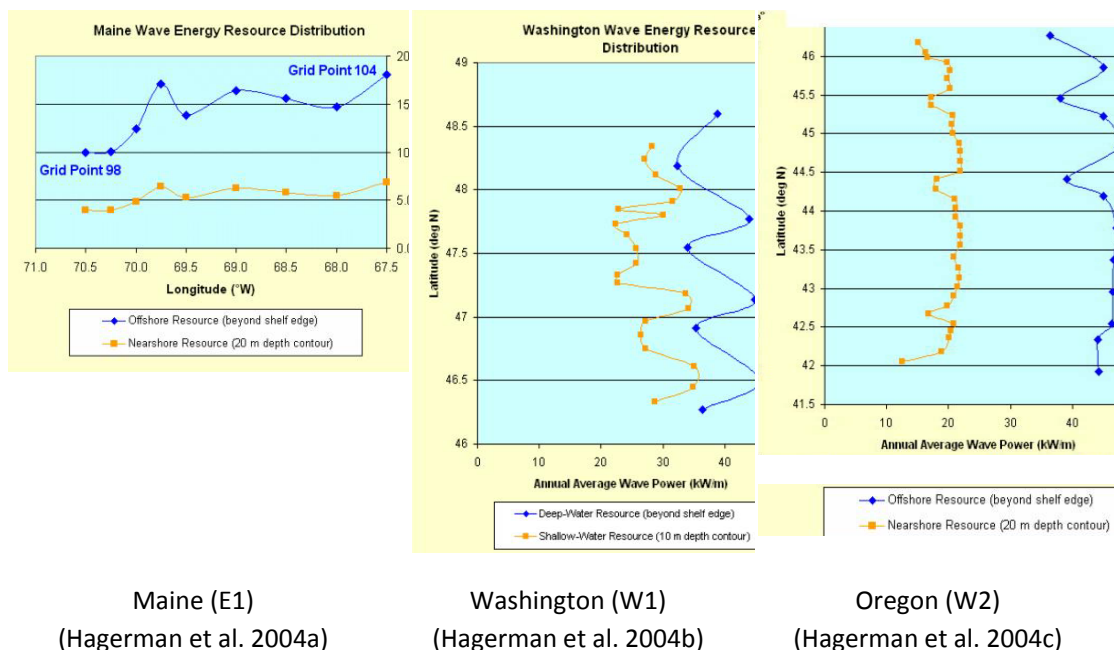 Maine Wave Energy Resource Distribution
20
Grid Point 104
15
10
Grid Point 98
5.0
0.0
71.0 70.5 70.0 69.5 69.0 68.5 68.0 67.5
Longitude (°W)
Offshore Resource (beyond shelf edge)
Nearshore Resource (20 m depth contour)
Washington Wave Energy Resource
Distribution
49
48.5
48
47.5
47
46.5
46
Latitude (deg N)
0 10 20 30 40
Annual Average Wave Power (kW/m)
Deep-Water Resource (beyond shelf edge)
Shallow-Water Resource (10 m depth contour)
46
45.5
45
44.5
44
43.5
43
42.5
42
41.5
Latitude (deg N)
0 10 20 30 40
Annual Average Wave Power (kW/m)
Offshore Resource (beyond shelf edge)
Nearshore Resource (20 m depth contour)
Maine (E1) Washington (W1) Oregon (W2)
(Hagerman et al. 2004a) (Hagerman et al. 2004b) (Hagerman et al. 2004c)